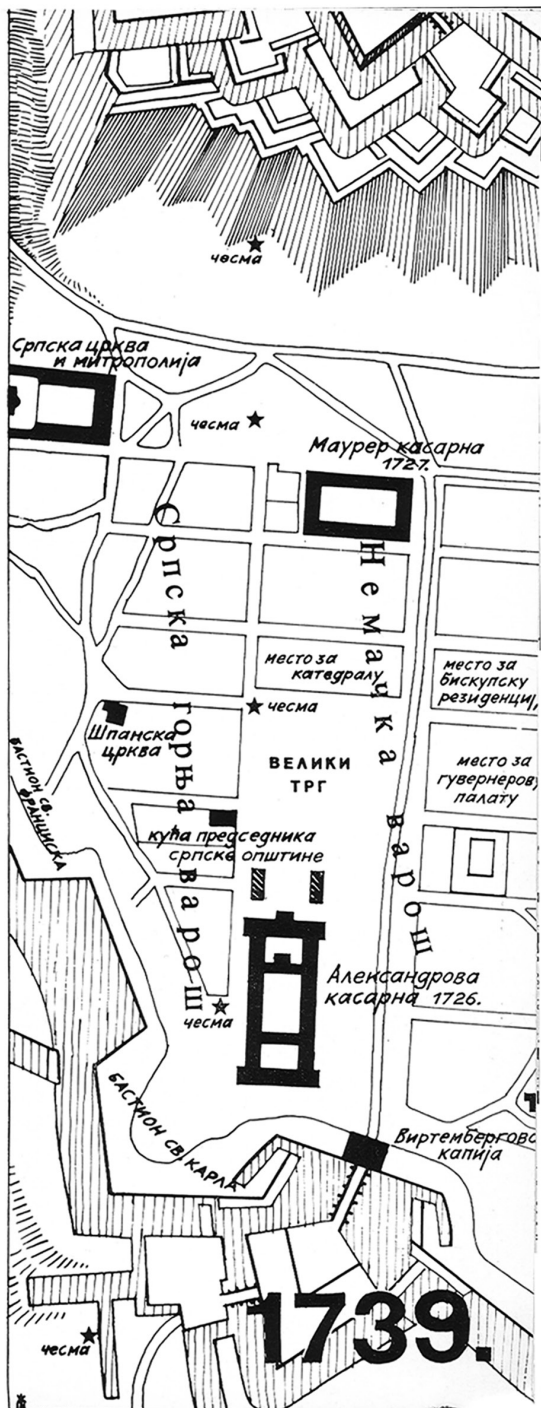 чесма
Српска црква
и митрополија
чесма
Маурер касарна
1727.
Српска горња варош
Немачка варош
место за
катедралу
место за
бискупску
резиденциј,
чесма
Шпанска
црква
ВЕЛИКИ
ТРГ
место за
гувернерову
палату
БАСТИОН СВ.
ФРАНЦИСКА
кућа председника
српске општине
Александрова
касарна 1726.
чесма
БАСТИОН СВ. КАРЛА
Виртембергова
капија
1739.
чесма